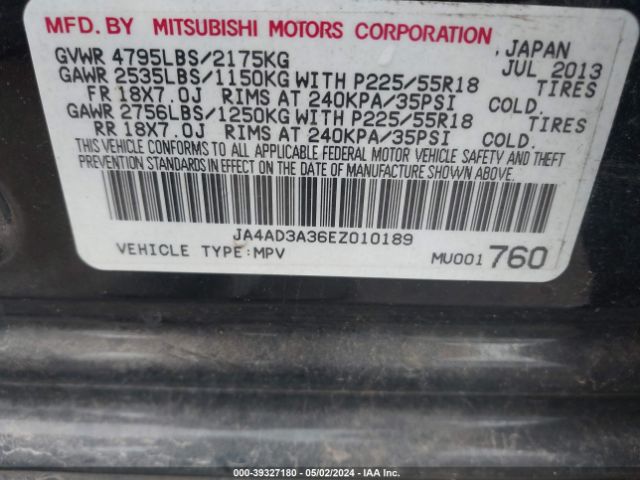 MFD. BY MITSUBISHI MOTORS CORPORATION, JAPAN
GVWR 4795LBS/2175KG JUL 2013
GAWR 2535LBS/1150KG WITH P225/55R18 TIRES
FR 18X7.0J RIMS AT 240KPA/35PSI COLD.
GAWR 2756LBS/1250KG WITH P225/55R18 TIRES
RR 18X7.0J RIMS AT 240KPA/35PSI COLD.
THIS VEHICLE CONFORMS TO ALL APPLICABLE FEDERAL MOTOR VEHICLE SAFETY AND THEFT
PREVENTION STANDARDS IN EFFECT ON THE DATE OF MANUFACTURE SHOWN ABOVE.
JA4AD3A36EZ010189
VEHICLE TYPE:MPV MU001760
© COPY - 39327180 - 05/02/2024 - IAA Inc.